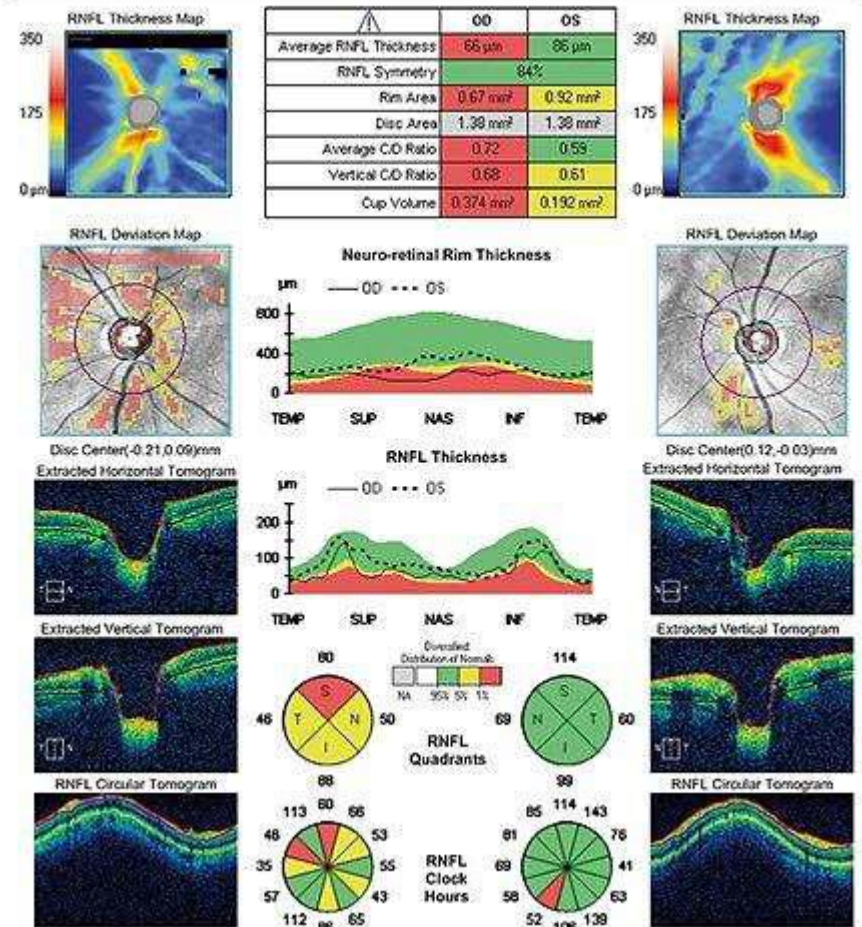 RNFL Thickness Map
OD OS
RNFL Thickness Map
350
175
0 µm
Average RNFL Thickness 66 µm 86 µm
RNFL Symmetry 84%
Rim Area 0.67 mm² 0.92 mm²
Disc Area 1.38 mm² 1.38 mm²
Average C/D Ratio 0.72 0.59
Vertical C/D Ratio 0.68 0.61
Cup Volume 0.374 mm³ 0.192 mm³
350
175
0 µm
RNFL Deviation Map
RNFL Deviation Map
Neuro-retinal Rim Thickness
µm OD OS
800
400
0
TEMP SUP NAS INF TEMP
Disc Center(-0.21,0.09)mm
Disc Center(0.12,-0.03)mm
Extracted Horizontal Tomogram
Extracted Horizontal Tomogram
RNFL Thickness
µm OD OS
200
100
0
TEMP SUP NAS INF TEMP
Extracted Vertical Tomogram
Extracted Vertical Tomogram
Distribution of Normals
NA 95% 5% 1%
80
46 S T N I 50
88
RNFL
Quadrants
114
69 S N T I 60
99
RNFL Circular Tomogram
RNFL Circular Tomogram
RNFL
Clock
Hours
113 60 66
48 53
35 55
57 43
112 65
85 114 143
81 76
69 41
58 63
52 106 139